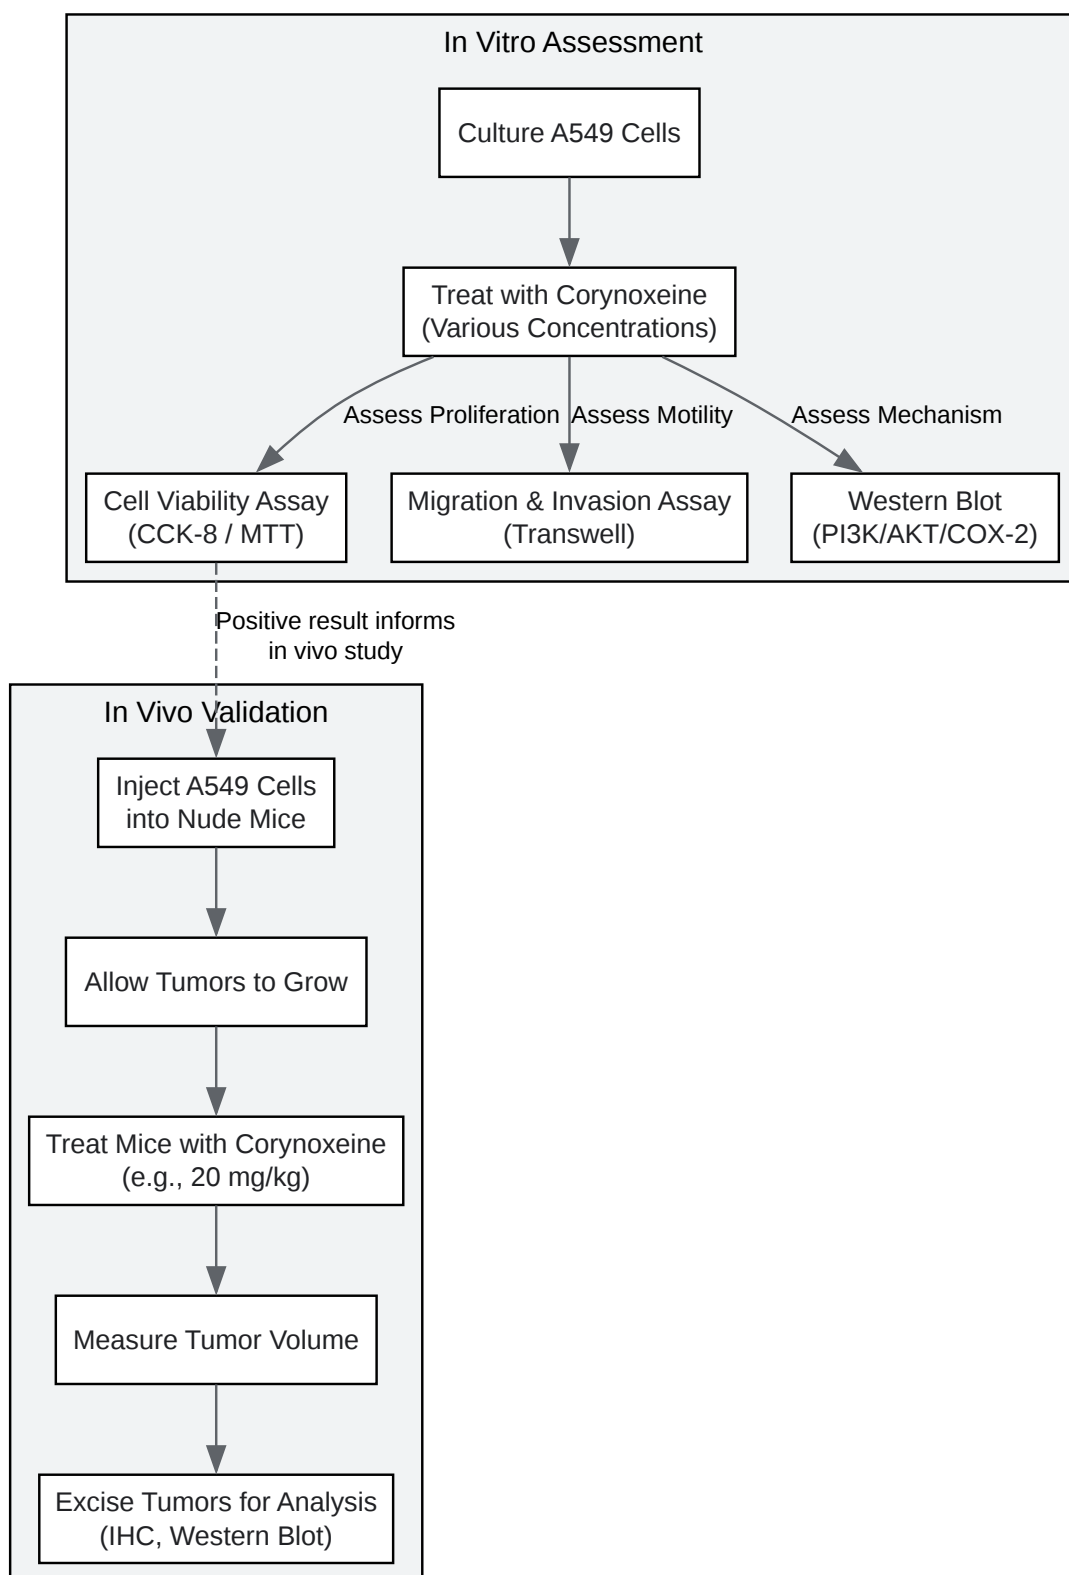 In Vitro Assessment
Culture A549 Cells
Treat with Corynoxeine
(Various Concentrations)
Assess Proliferation
Assess Motility
Assess Mechanism
Cell Viability Assay
(CCK-8 / MTT)
Migration & Invasion Assay
(Transwell)
Western Blot
(PI3K/AKT/COX-2)
Positive result informs
in vivo study
In Vivo Validation
Inject A549 Cells
into Nude Mice
Allow Tumors to Grow
Treat Mice with Corynoxeine
(e.g., 20 mg/kg)
Measure Tumor Volume
Excise Tumors for Analysis
(IHC, Western Blot)